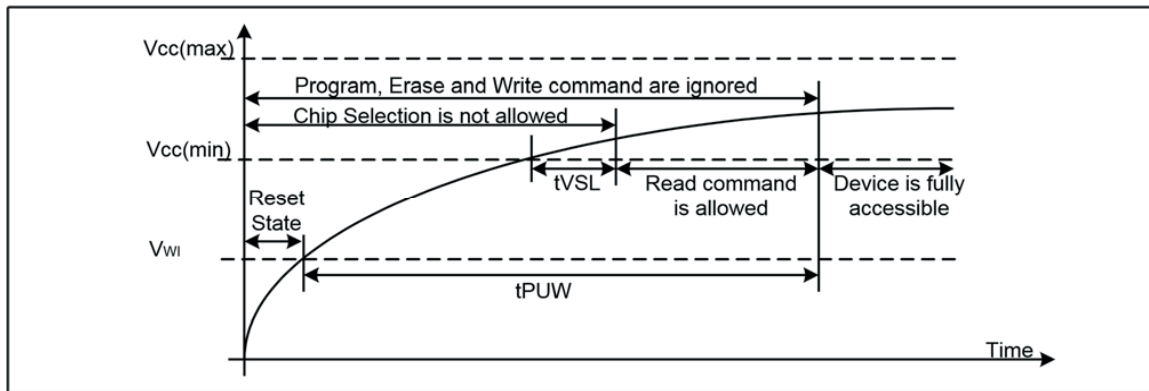 Vcc(max)
Program, Erase and Write command are ignored
Chip Selection is not allowed
Vcc(min)
tVSL
Read command
is allowed
Device is fully
accessible
Reset
State
VWI
tPUW
Time